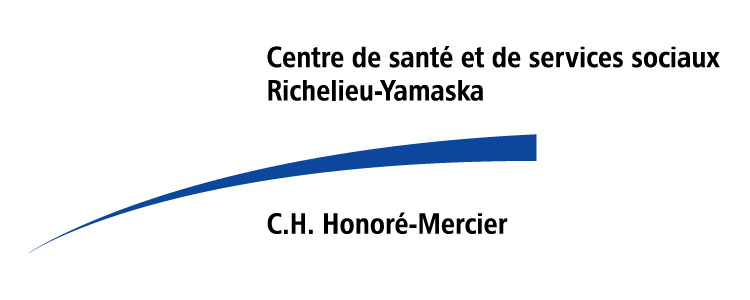 Centre de santé et de services sociaux
Richelieu-Yamaska
C.H. Honoré-Mercier